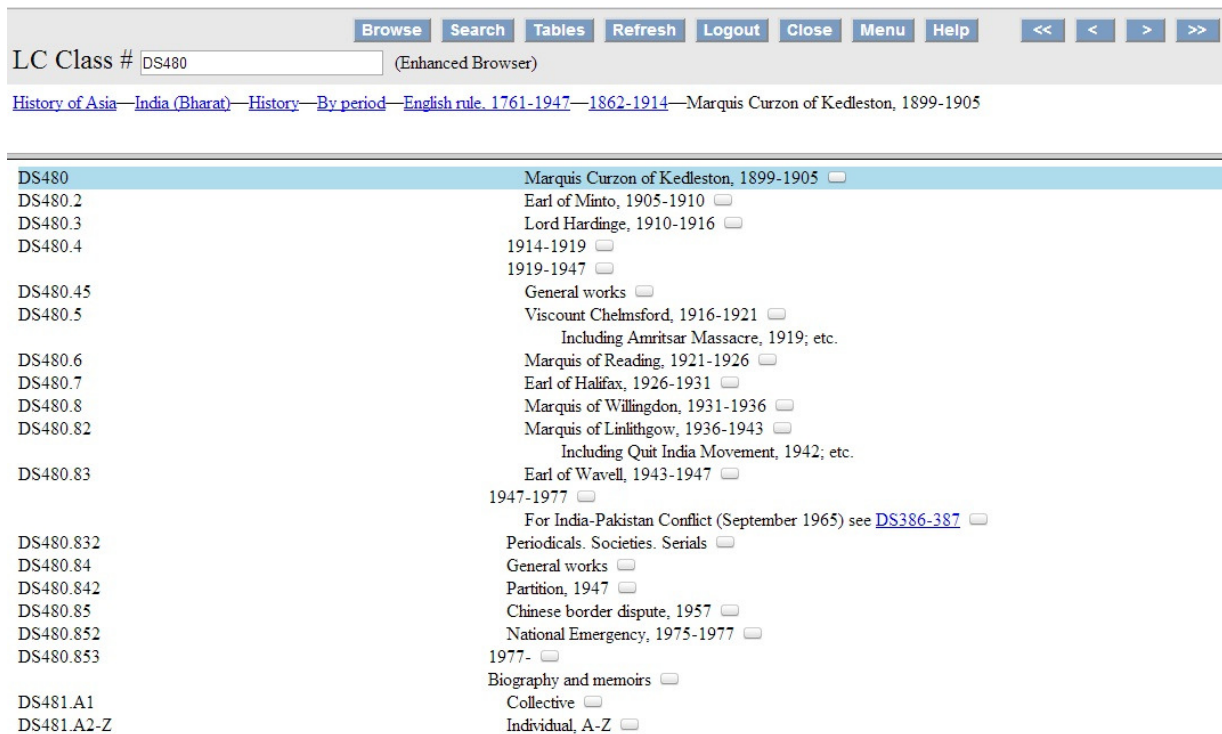 Browse Search Tables Refresh Logout Close Menu Help << < > >>
LC Class # DS480 (Enhanced Browser)
History of Asia—India (Bharat)—History—By period—English rule, 1761-1947—1862-1914—Marquis Curzon of Kedleston, 1899-1905
DS480 Marquis Curzon of Kedleston, 1899-1905
DS480.2 Earl of Minto, 1905-1910
DS480.3 Lord Hardinge, 1910-1916
DS480.4 1914-1919
1919-1947
DS480.45 General works
DS480.5 Viscount Chelmsford, 1916-1921
Including Amritsar Massacre, 1919; etc.
DS480.6 Marquis of Reading, 1921-1926
DS480.7 Earl of Halifax, 1926-1931
DS480.8 Marquis of Willingdon, 1931-1936
DS480.82 Marquis of Linlithgow, 1936-1943
Including Quit India Movement, 1942; etc.
DS480.83 Earl of Wavell, 1943-1947
1947-1977
For India-Pakistan Conflict (September 1965) see DS386-387
DS480.832 Periodicals. Societies. Serials
DS480.84 General works
DS480.842 Partition, 1947
DS480.85 Chinese border dispute, 1957
DS480.852 National Emergency, 1975-1977
DS480.853 1977-
Biography and memoirs
DS481.A1 Collective
DS481.A2-Z Individual, A-Z